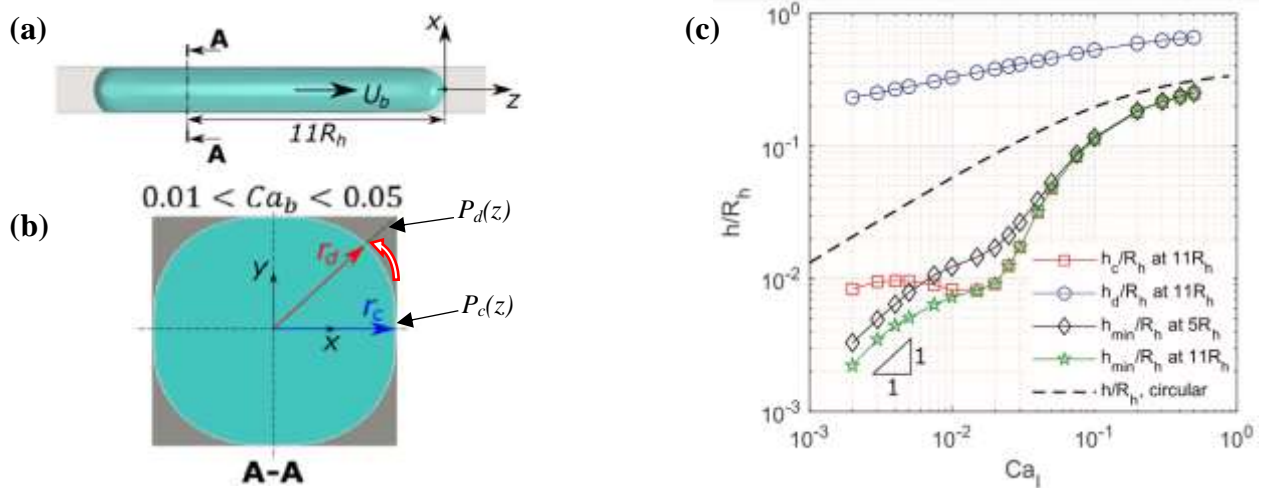 (a)
A
A
x
z
U_b
11R_h
(b)
0.01 < Ca_b < 0.05
P_d(z)
r_d
y
r_c
x
P_c(z)
A-A
(c)
h/R_h
10^0
10^-1
10^-2
10^-3
h_c/R_h at 11R_h
h_d/R_h at 11R_h
h_min/R_h at 5R_h
h_min/R_h at 11R_h
h/R_h, circular
1
1
10^-3
10^-2
10^-1
10^0
Ca_l